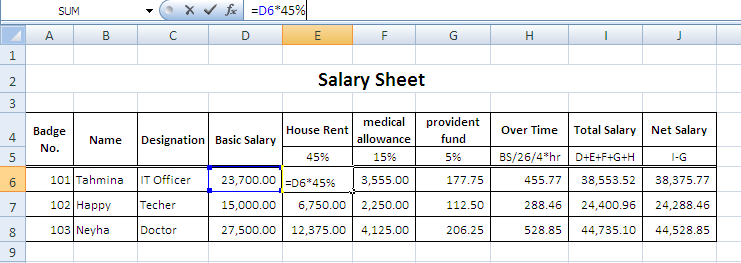 SUM =D6*45%
A B C D E F G H I J
1
2 Salary Sheet
3
4 Badge No. Name Designation Basic Salary House Rent medical allowance provident fund Over Time Total Salary Net Salary
5 45% 15% 5% BS/26/4*hr D+E+F+G+H I-G
6 101 Tahmina IT Officer 23,700.00 =D6*45% 3,555.00 177.75 455.77 38,553.52 38,375.77
7 102 Happy Techer 15,000.00 6,750.00 2,250.00 112.50 288.46 24,400.96 24,288.46
8 103 Neyha Doctor 27,500.00 12,375.00 4,125.00 206.25 528.85 44,735.10 44,528.85
9